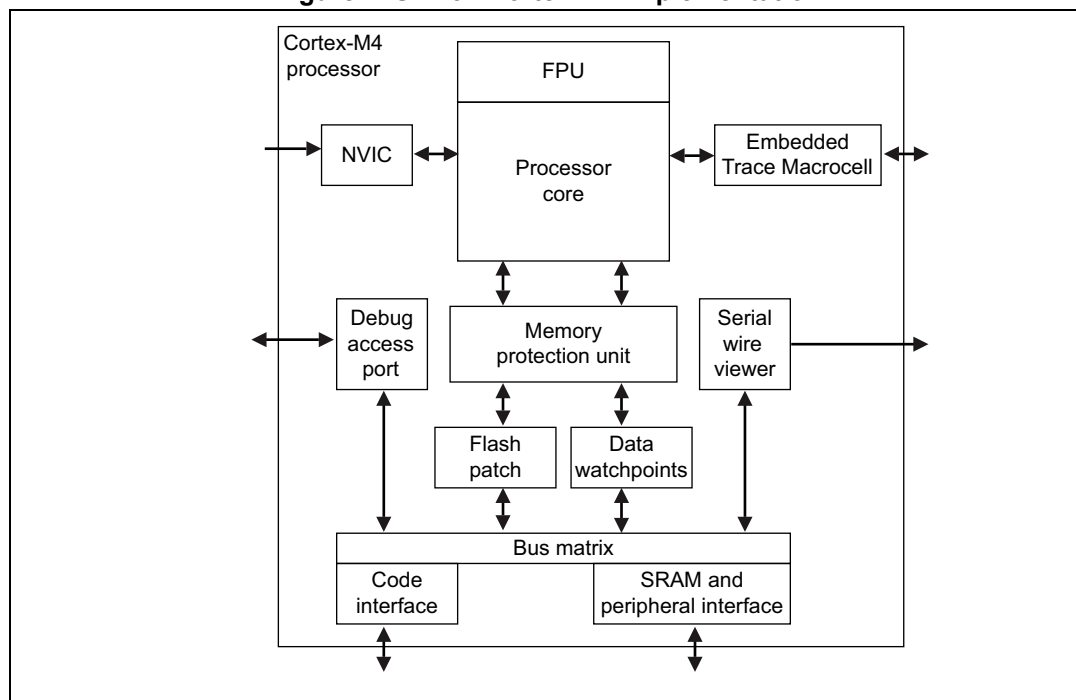 Cortex-M4
processor
FPU
NVIC
Processor
core
Embedded
Trace Macrocell
Debug
access
port
Memory
protection unit
Serial
wire
viewer
Flash
patch
Data
watchpoints
Bus matrix
Code
interface
SRAM and
peripheral interface